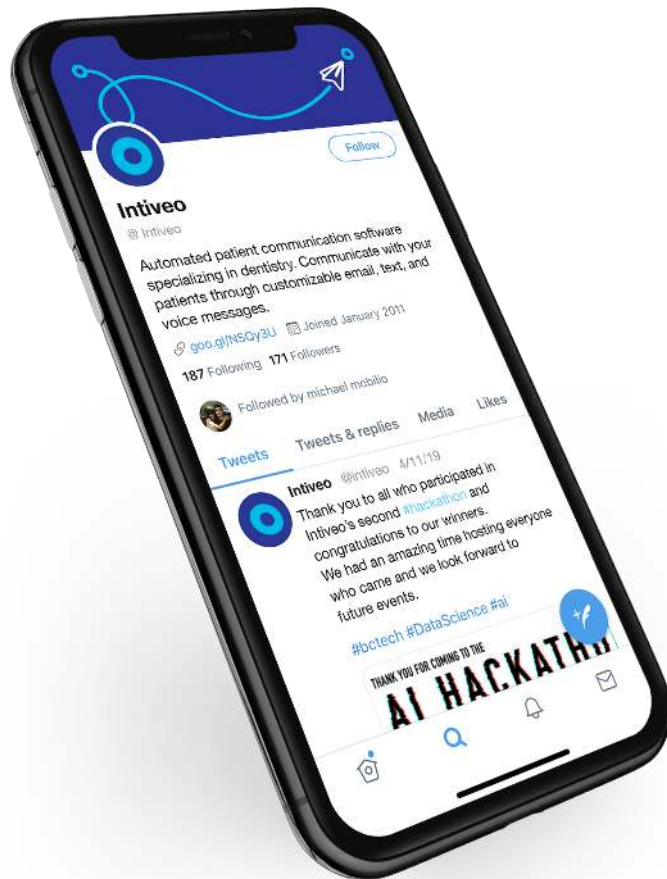 Follow
Intiveo
@ Intiveo
Automated patient communication software
specializing in dentistry. Communicate with your
patients through customizable email, text, and
voice messages.
goo.gl/NSQy3U Joined January 2011
187 Following 171 Followers
Followed by michael mobilio
Tweets Tweets & replies Media Likes
Intiveo @intiveo 4/11/19
Thank you to all who participated in
Intiveo's second #hackathon and
congratulations to our winners.
We had an amazing time hosting everyone
who came and we look forward to
future events.
#bctech #DataScience #ai
THANK YOU FOR COMING TO THE
AI HACKATHO